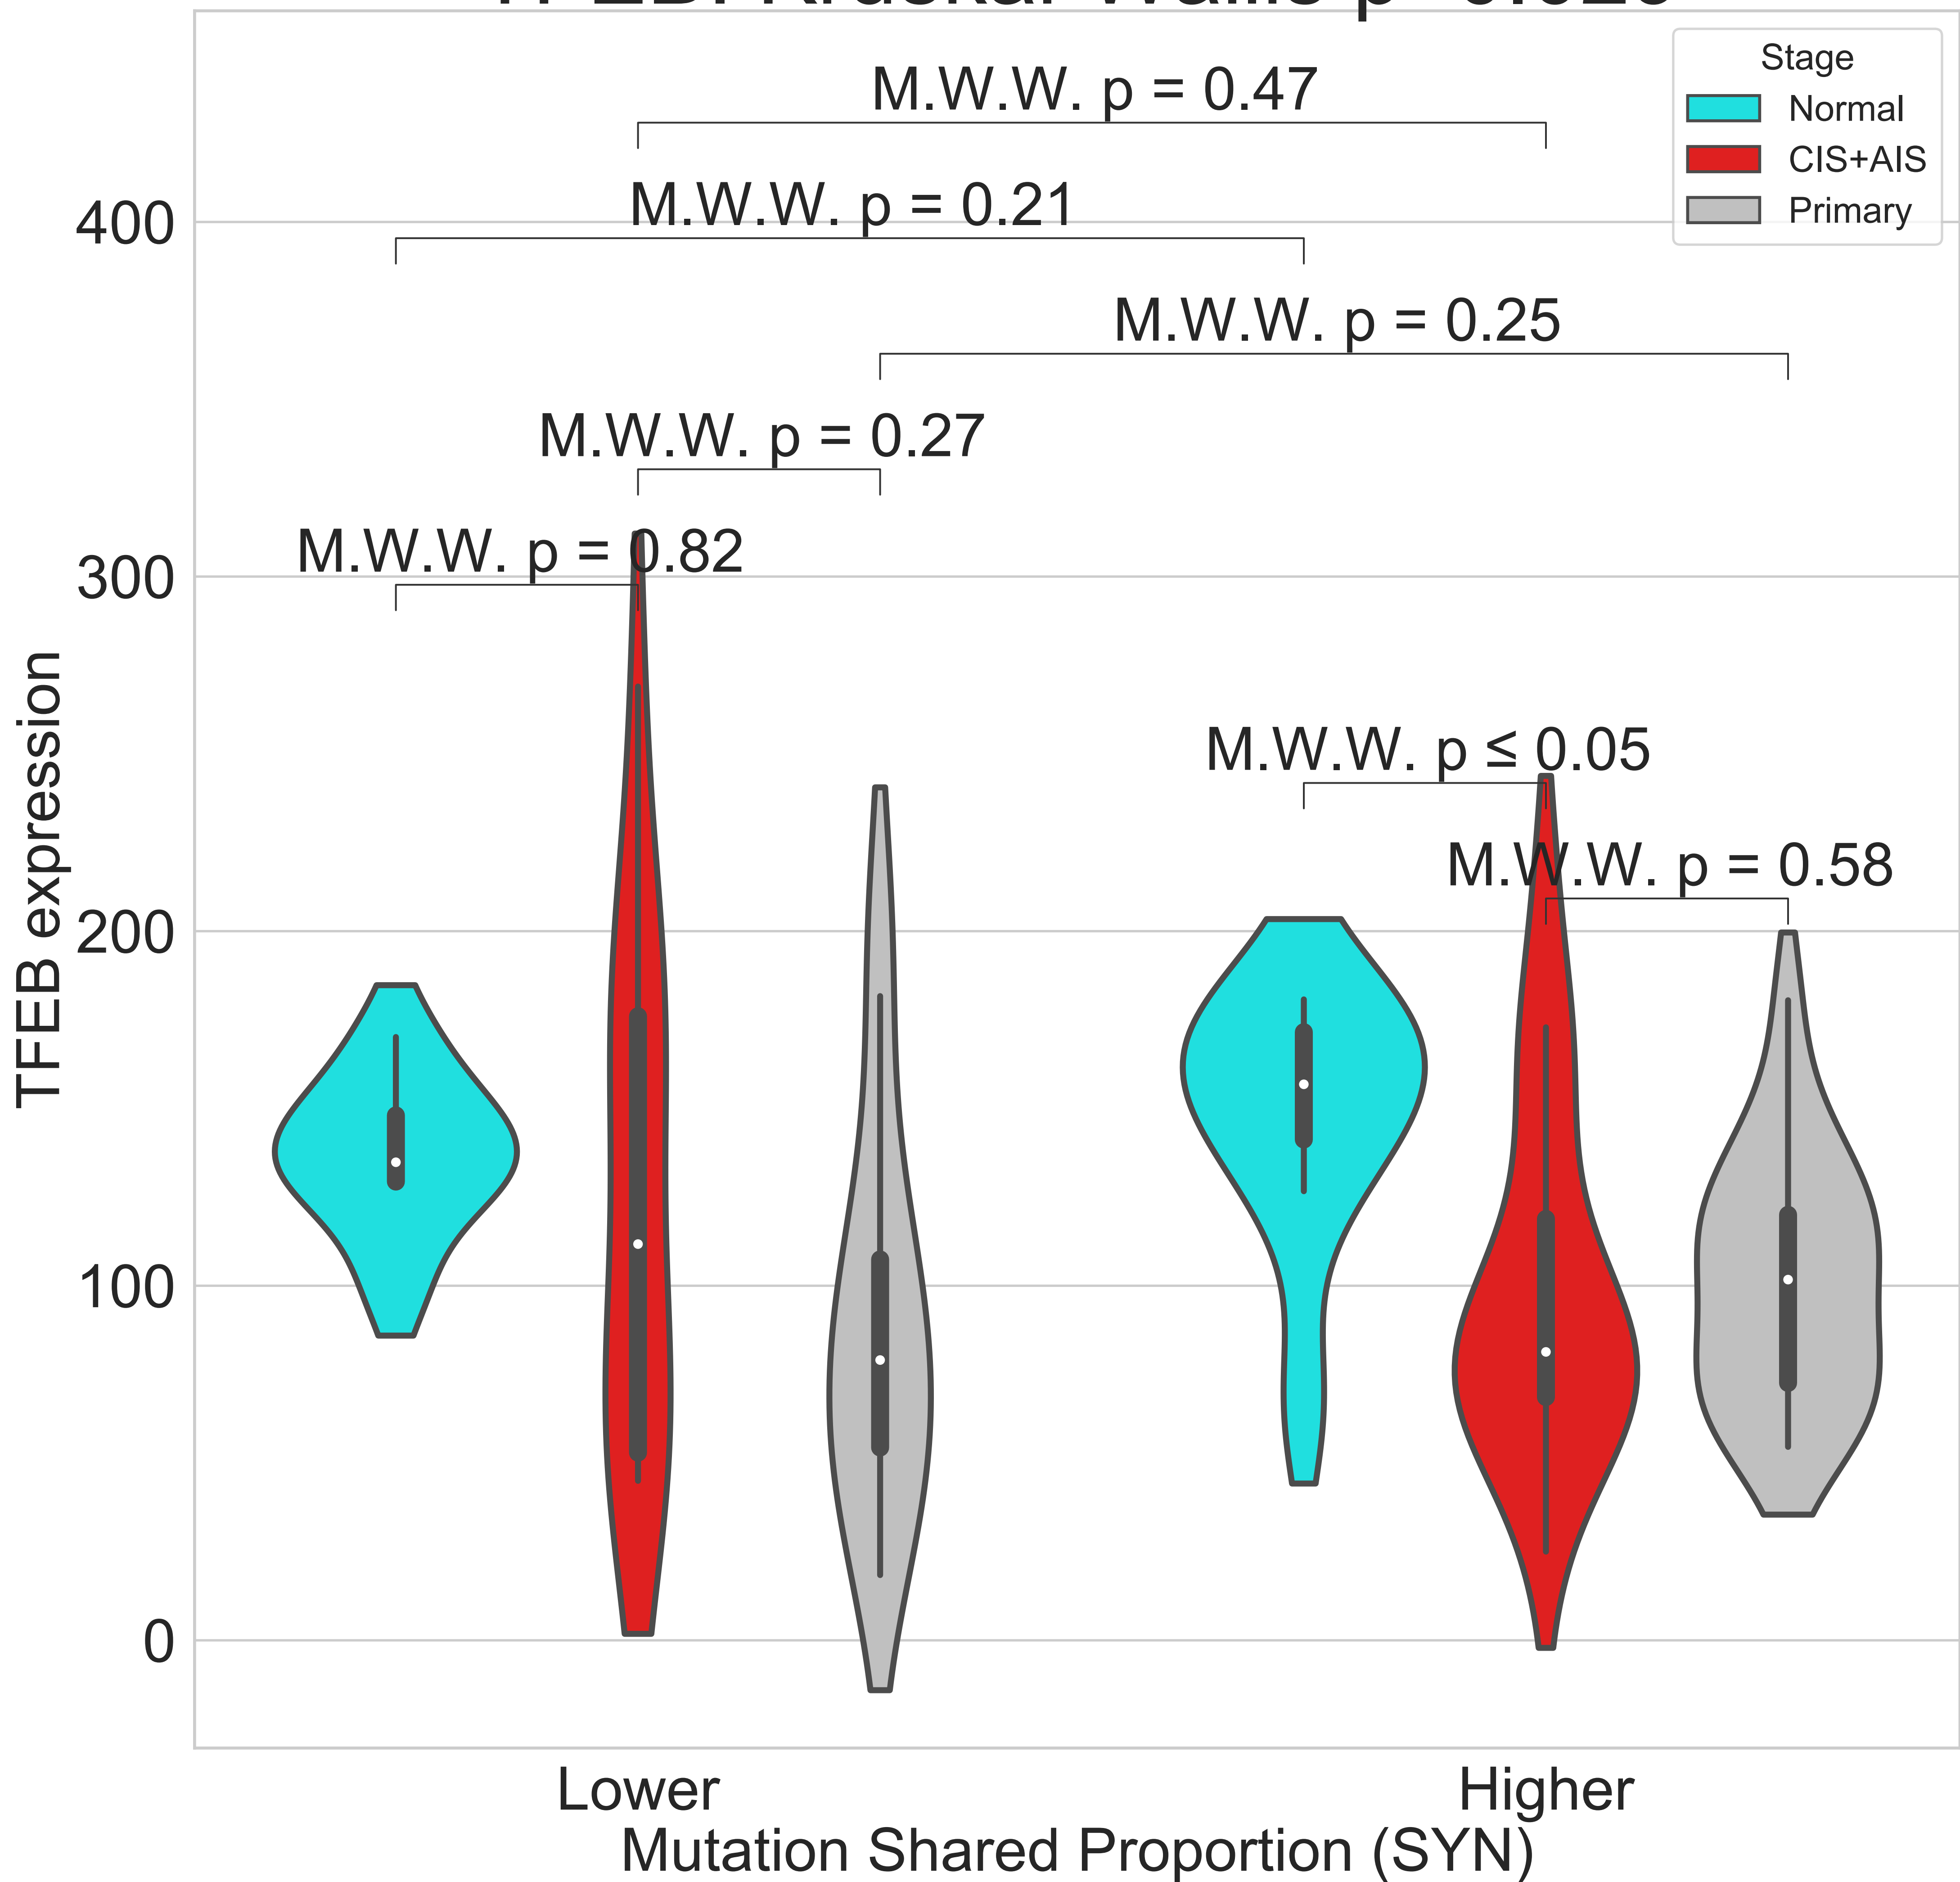 Stage
Normal
CIS+AIS
Primary
M.W.W. p = 0.47
M.W.W. p = 0.21
M.W.W. p = 0.25
M.W.W. p = 0.27
M.W.W. p = 0.82
M.W.W. p ≤ 0.05
M.W.W. p = 0.58
400
300
200
100
0
TFEB expression
Lower
Higher
Mutation Shared Proportion (SYN)